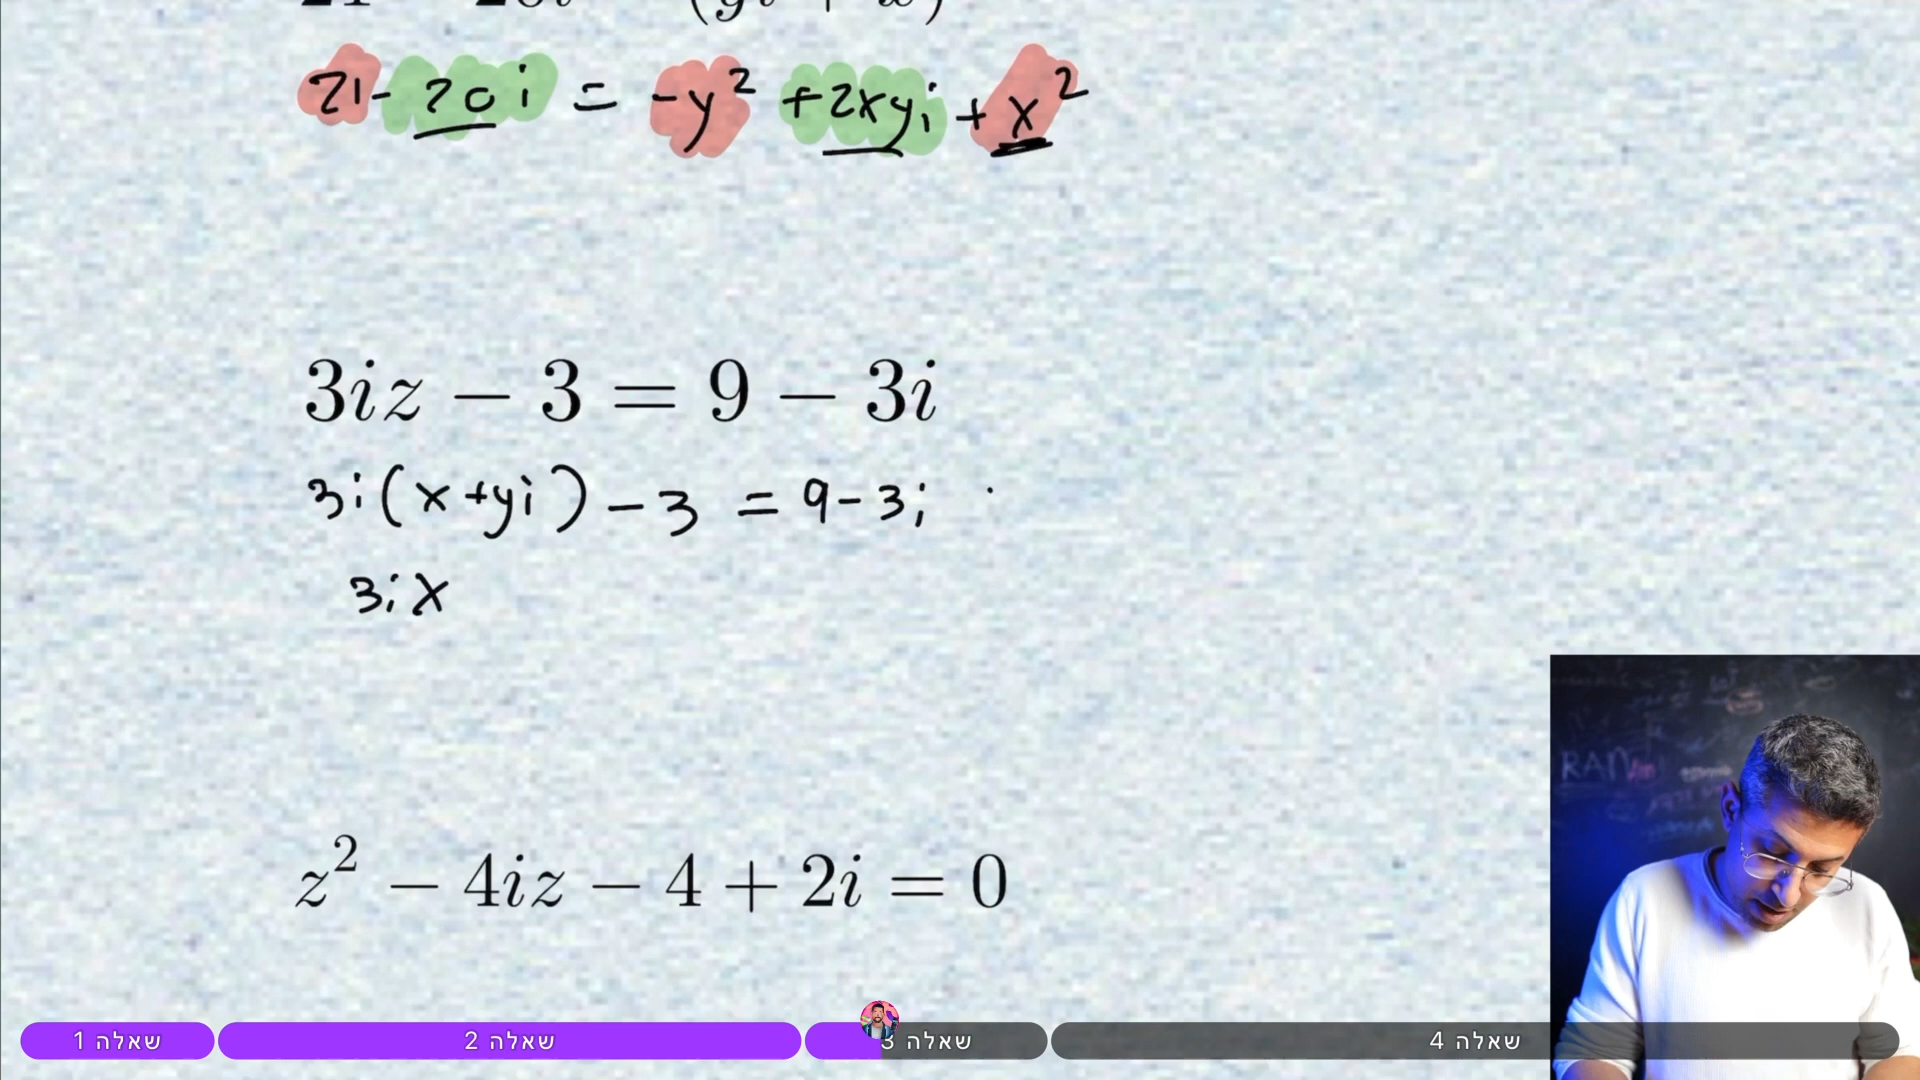 21 - 20i = -y² + 2xyi + x²
3iz − 3 = 9 − 3i
3i(x+yi) - 3 = 9 - 3i
3ix
z² − 4iz − 4 + 2i = 0
RAN
שאלה 1
שאלה 2
שאלה 3
שאלה 4